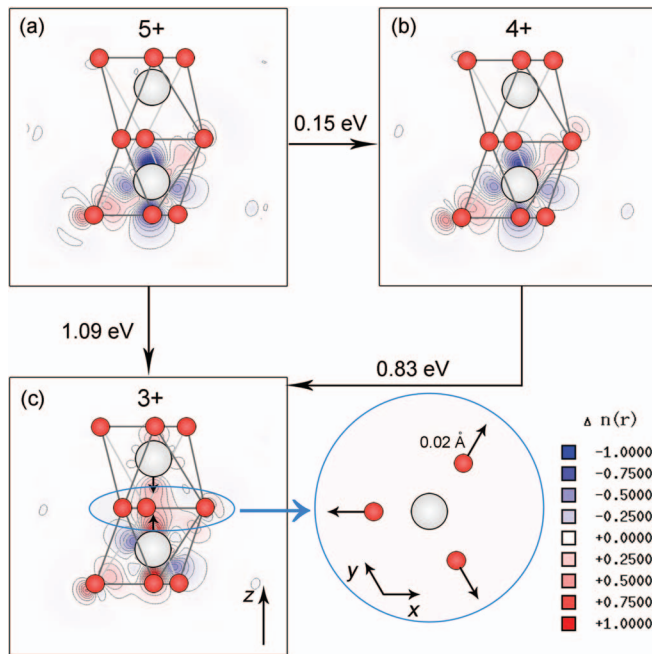 (a)
5+
(b)
4+
0.15 eV
1.09 eV
0.83 eV
(c)
3+
z
0.02 Å
y
x
Δ n(r)
-1.0000
-0.7500
-0.5000
-0.2500
+0.0000
+0.2500
+0.5000
+0.7500
+1.0000